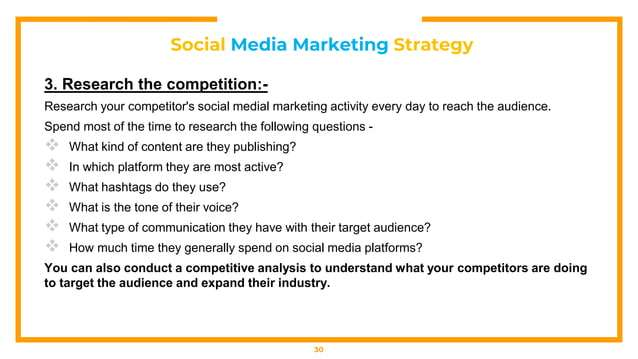 Social Media Marketing Strategy
3. Research the competition:-
Research your competitor's social medial marketing activity every day to reach the audience.
Spend most of the time to research the following questions -
What kind of content are they publishing?
In which platform they are most active?
What hashtags do they use?
What is the tone of their voice?
What type of communication they have with their target audience?
How much time they generally spend on social media platforms?
You can also conduct a competitive analysis to understand what your competitors are doing
to target the audience and expand their industry.
30